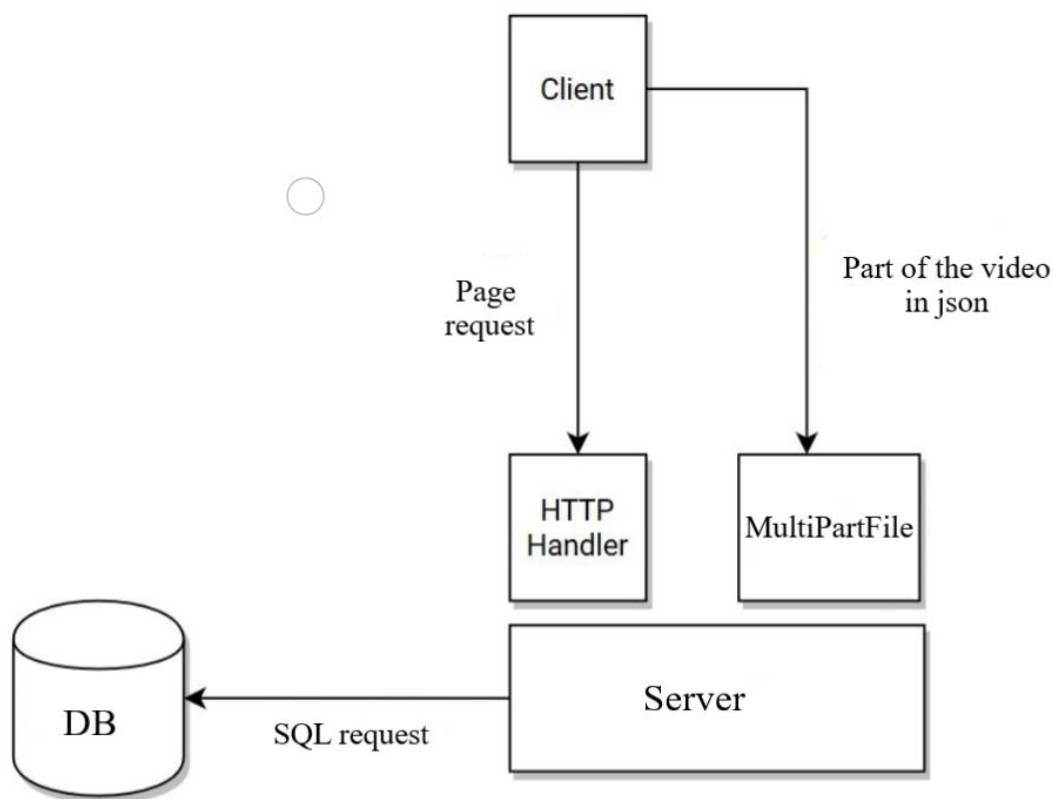 Client
Page
request
Part of the video
in json
HTTP
Handler
MultiPartFile
DB
SQL request
Server